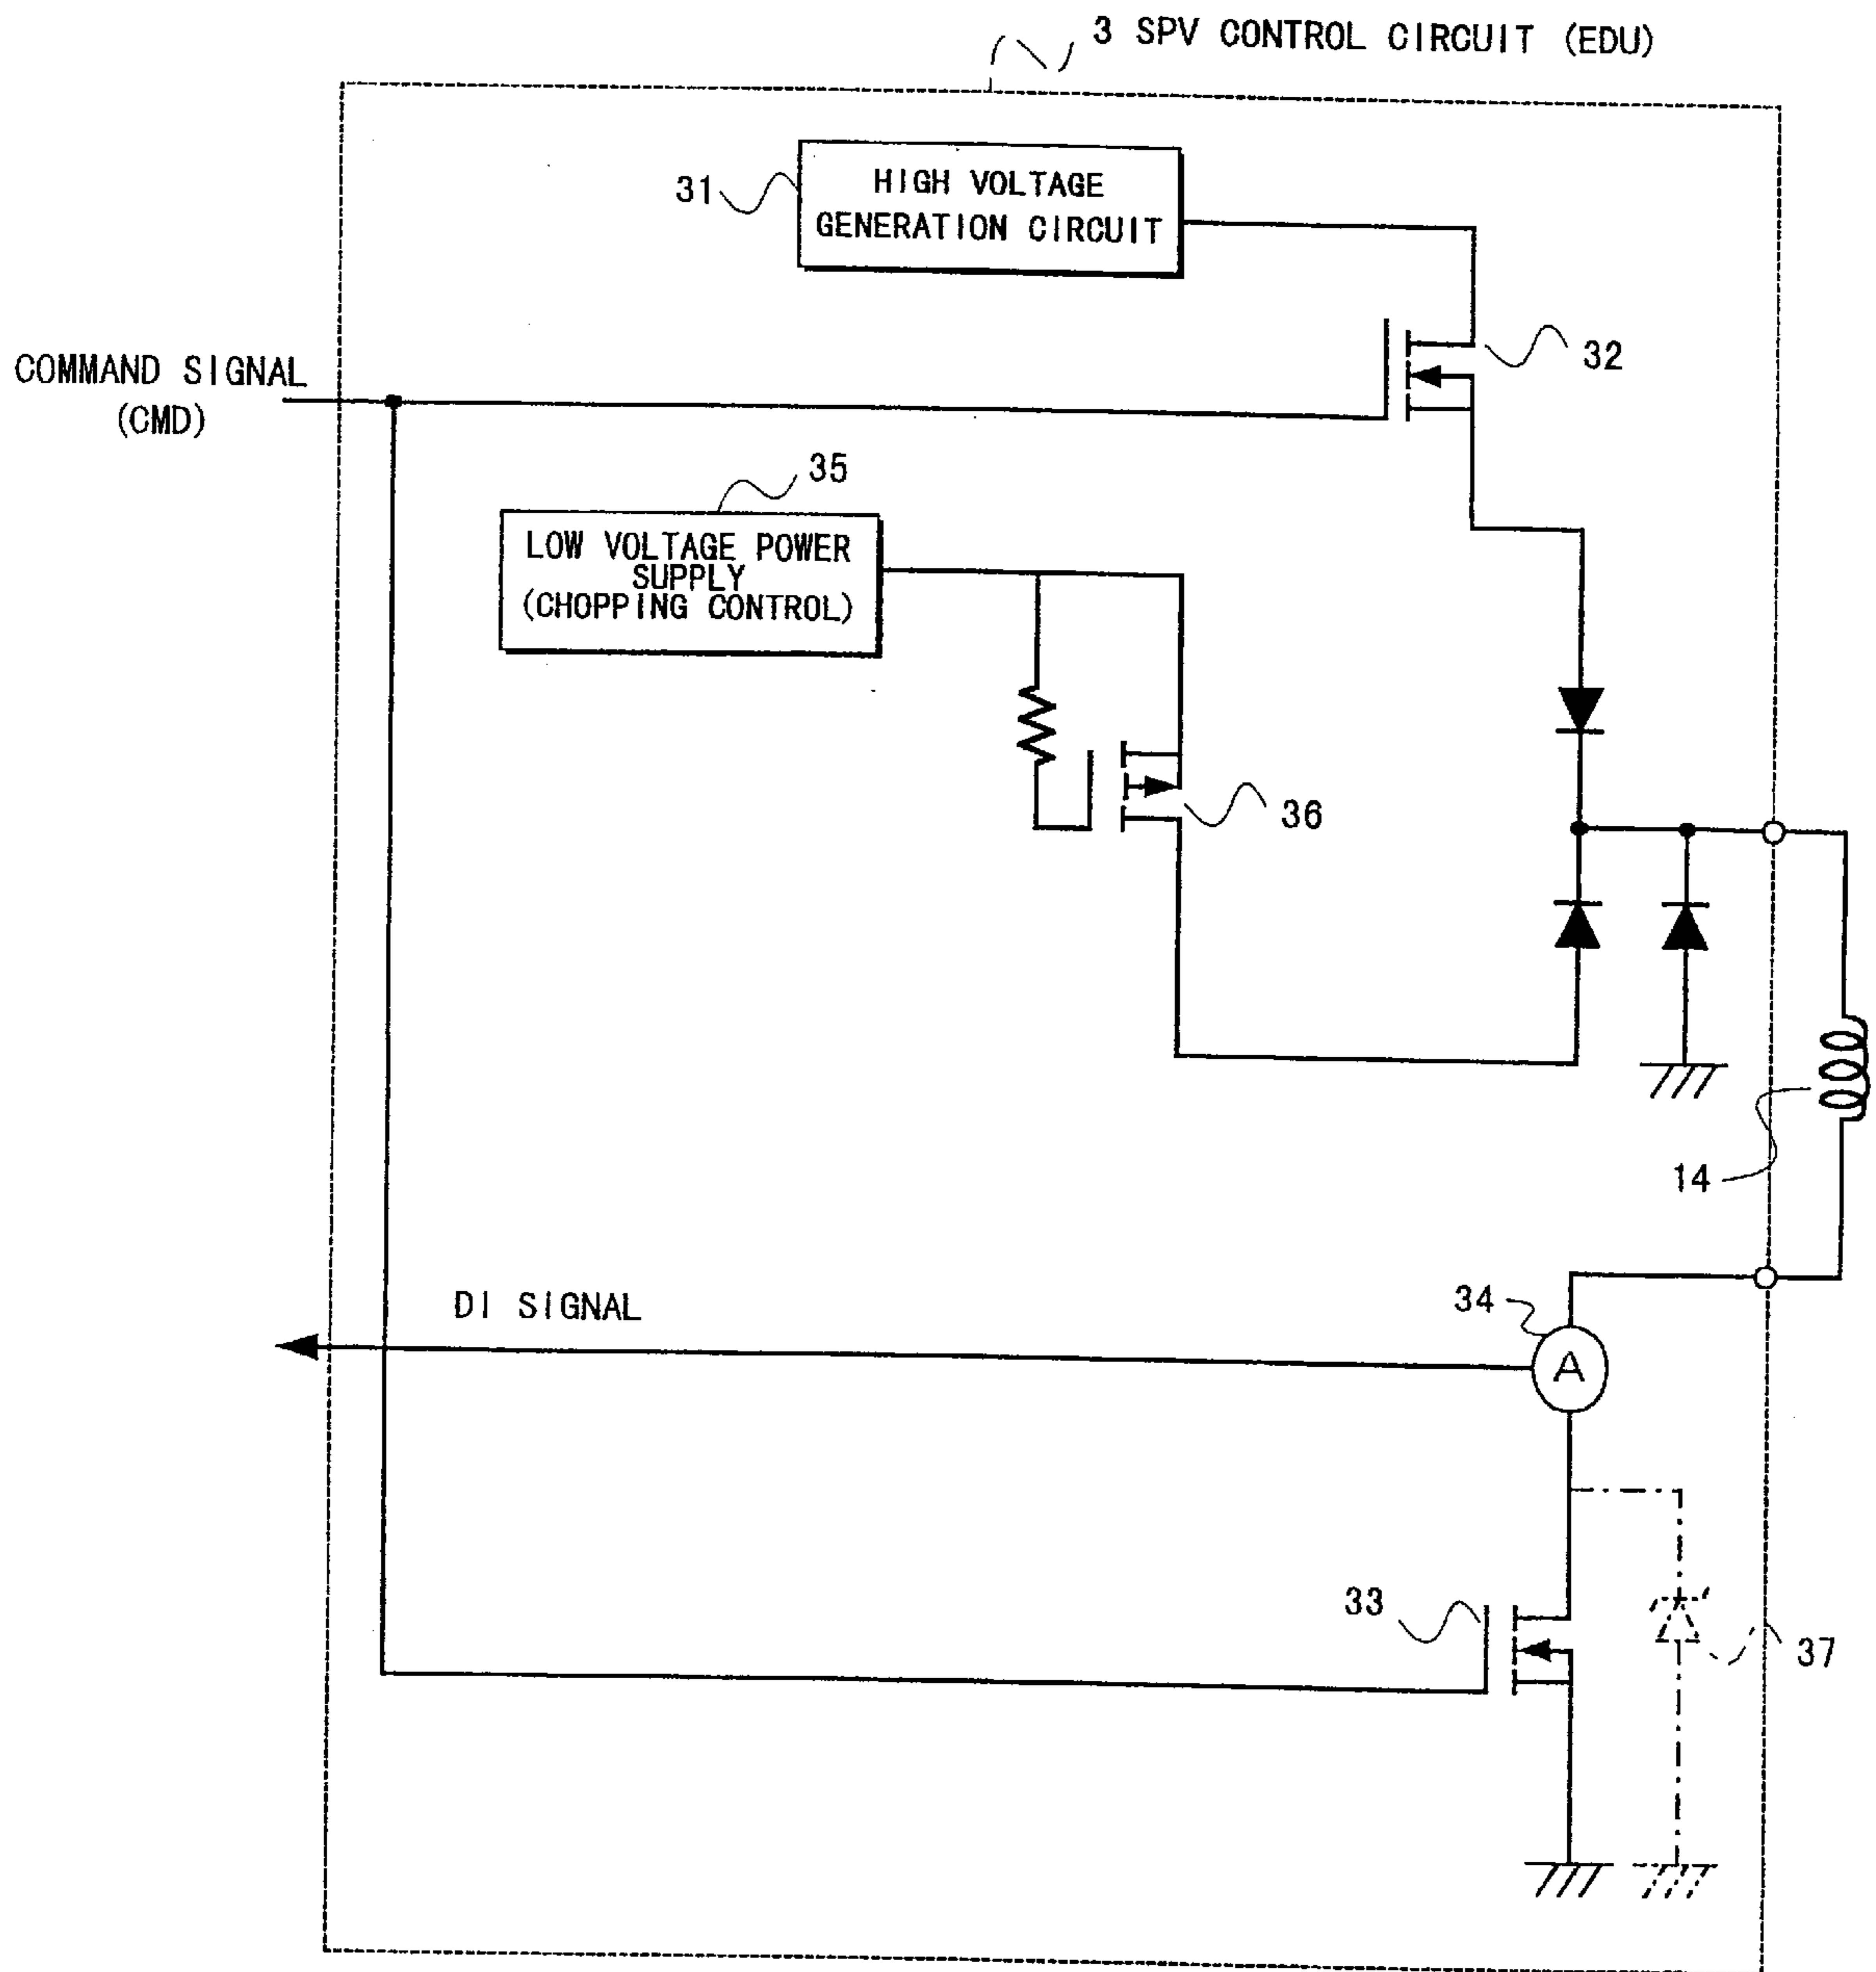 3 SPV CONTROL CIRCUIT (EDU)
31
HIGH VOLTAGE
GENERATION CIRCUIT
32
COMMAND SIGNAL
(CMD)
35
LOW VOLTAGE POWER
SUPPLY
(CHOPPING CONTROL)
36
14
DI SIGNAL
34
A
33
37